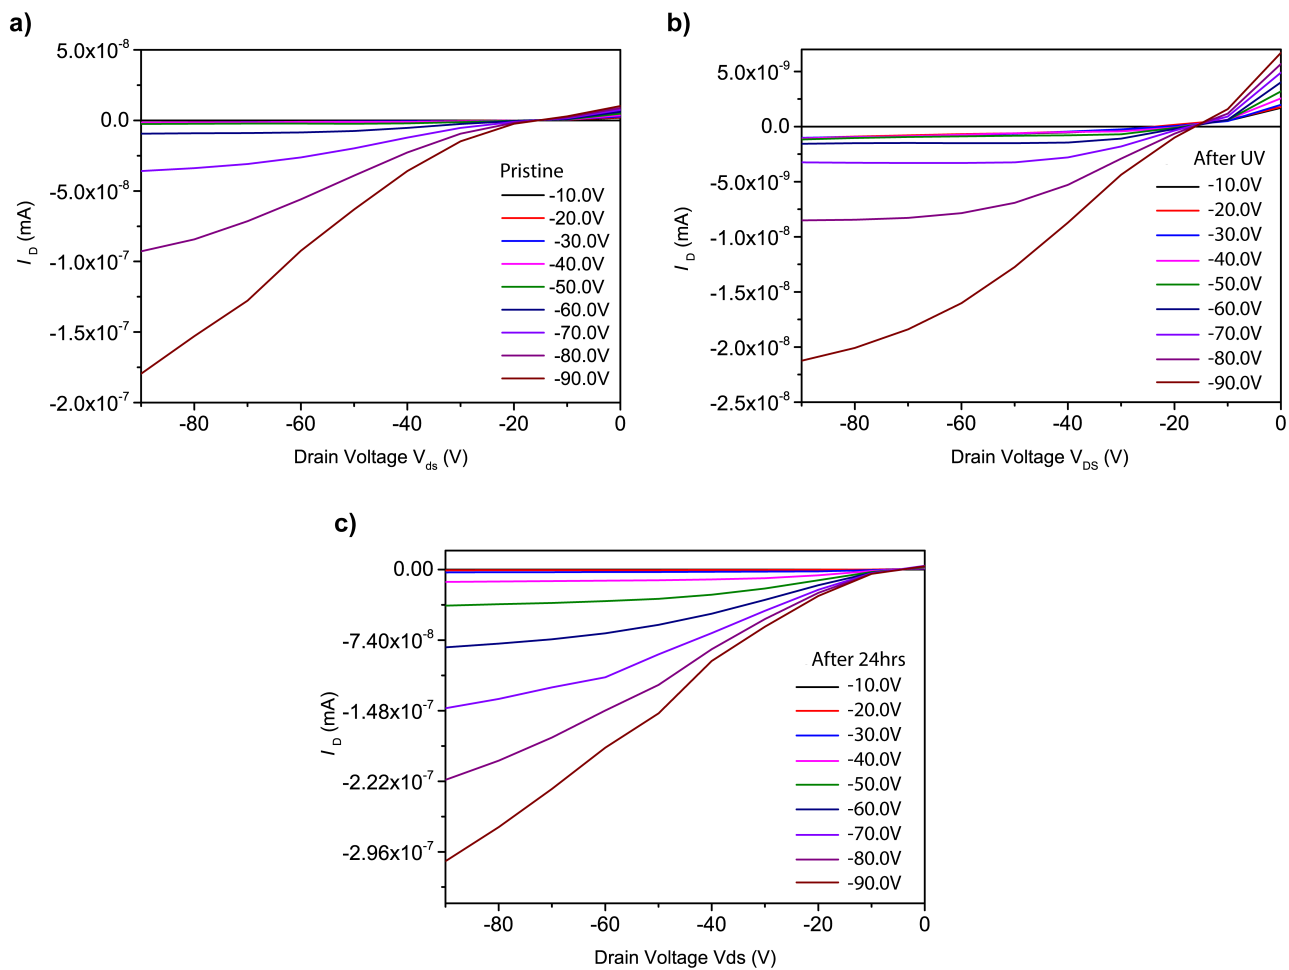 a)
5.0x10⁻⁸
0.0
-5.0x10⁻⁸
-1.0x10⁻⁷
-1.5x10⁻⁷
-2.0x10⁻⁷
I D (mA)
Pristine
-10.0V
-20.0V
-30.0V
-40.0V
-50.0V
-60.0V
-70.0V
-80.0V
-90.0V
-80 -60 -40 -20 0
Drain Voltage Vds (V)
b)
5.0x10⁻⁹
0.0
-5.0x10⁻⁹
-1.0x10⁻⁸
-1.5x10⁻⁸
-2.0x10⁻⁸
-2.5x10⁻⁸
I D (mA)
After UV
-10.0V
-20.0V
-30.0V
-40.0V
-50.0V
-60.0V
-70.0V
-80.0V
-90.0V
-80 -60 -40 -20 0
Drain Voltage VDS (V)
c)
0.00
-7.40x10⁻⁸
-1.48x10⁻⁷
-2.22x10⁻⁷
-2.96x10⁻⁷
I D (mA)
After 24hrs
-10.0V
-20.0V
-30.0V
-40.0V
-50.0V
-60.0V
-70.0V
-80.0V
-90.0V
-80 -60 -40 -20 0
Drain Voltage Vds (V)